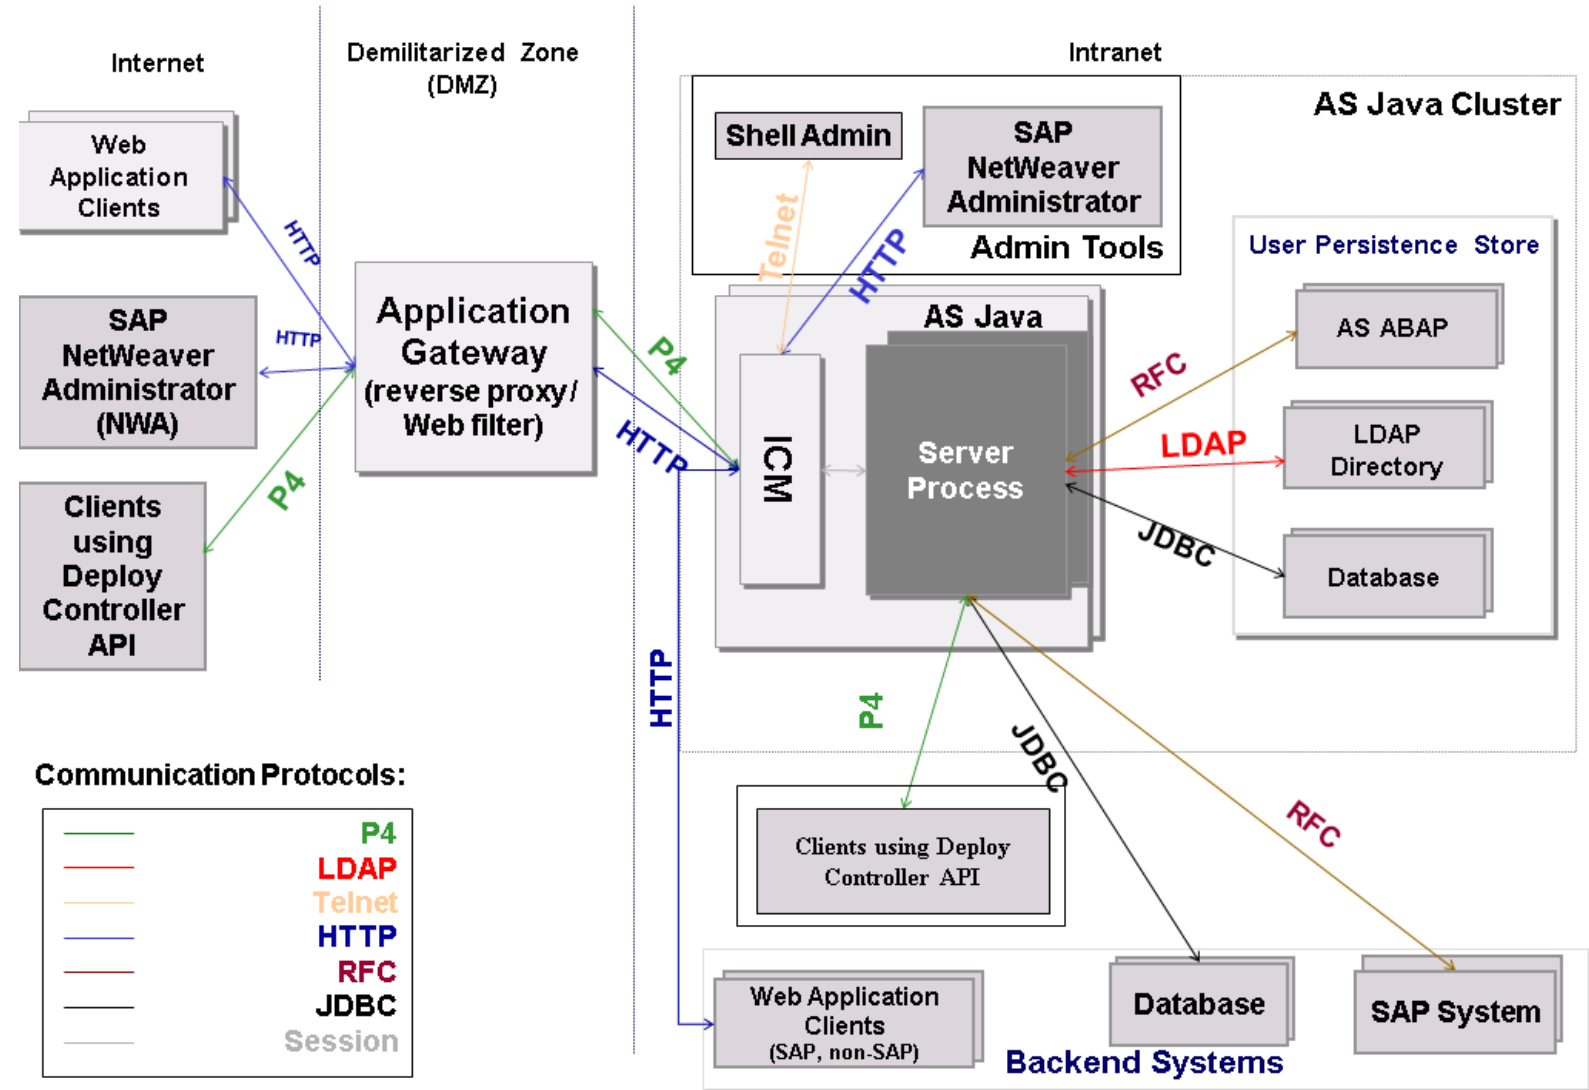 Internet
Demilitarized Zone
(DMZ)
Intranet
AS Java Cluster
Web
Application
Clients
HTTP
SAP
NetWeaver
Administrator
(NWA)
HTTP
Clients
using
Deploy
Controller
API
P4
Application
Gateway
(reverse proxy/
Web filter)
P4
HTTP
HTTP
Shell Admin
SAP
NetWeaver
Administrator
Admin Tools
Telnet
HTTP
AS Java
ICM
Server
Process
User Persistence Store
AS ABAP
LDAP
Directory
Database
RFC
LDAP
JDBC
P4
JDBC
RFC
Clients using Deploy
Controller API
Web Application
Clients
(SAP, non-SAP)
Database
SAP System
Backend Systems
Communication Protocols:
P4
LDAP
Telnet
HTTP
RFC
JDBC
Session